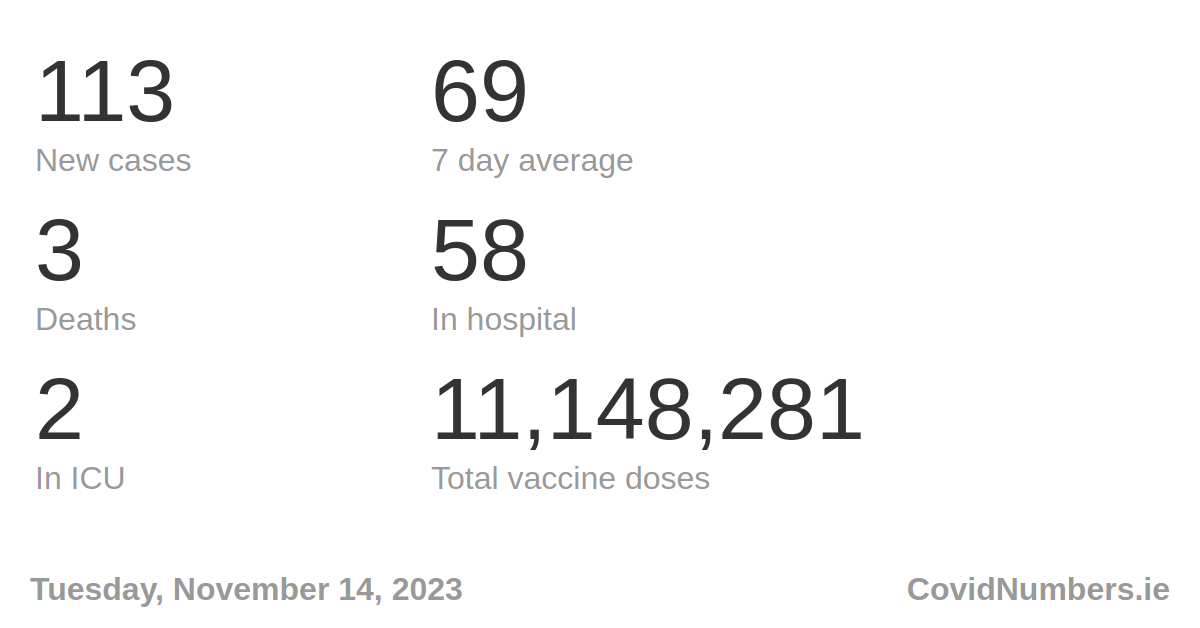 113
69
New cases
7 day average
3
58
Deaths
In hospital
2
11,148,281
In ICU
Total vaccine doses
Tuesday, November 14, 2023
CovidNumbers.ie